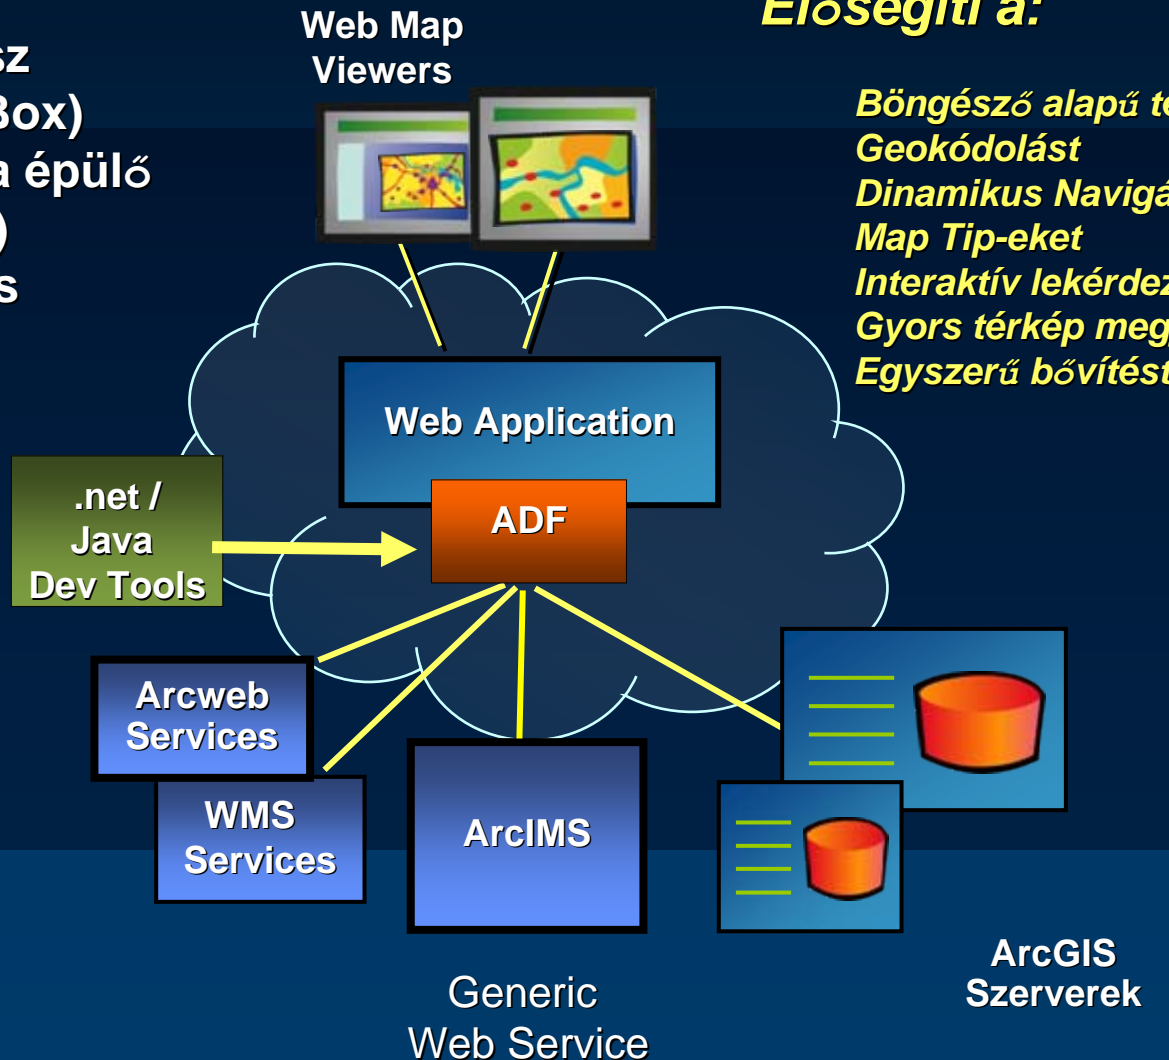 sz
Box)
a épülő
)
s
Web Map
Viewers
Elősegíti a:
Böngésző alapű te
Geokódolást
Dinamikus Navigá
Map Tip-eket
Interaktív lekérdez
Gyors térkép meg
Egyszerű bővítést
Web Application
ADF
.net /
Java
Dev Tools
Arcweb
Services
WMS
Services
ArcIMS
ArcGIS
Szerverek
Generic
Web Service